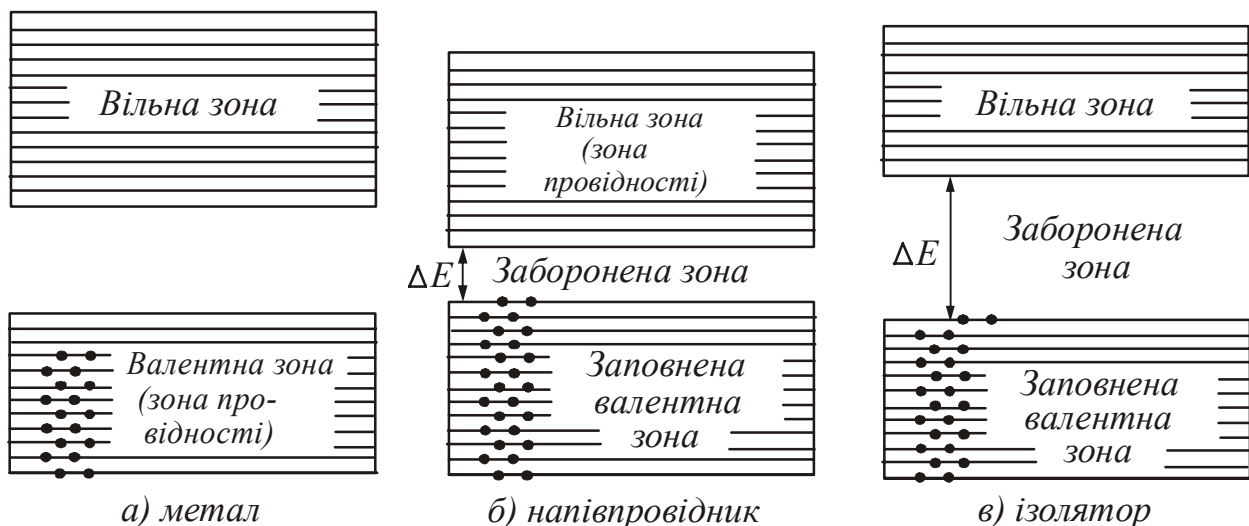 Вільна зона
Валентна зона
(зона про-
відності)
а) метал
Вільна зона
(зона
провідності)
ΔE
Заборонена зона
Заповнена
валентна
зона
б) напівпровідник
Вільна зона
ΔE
Заборонена
зона
Заповнена
валентна
зона
в) ізолятор